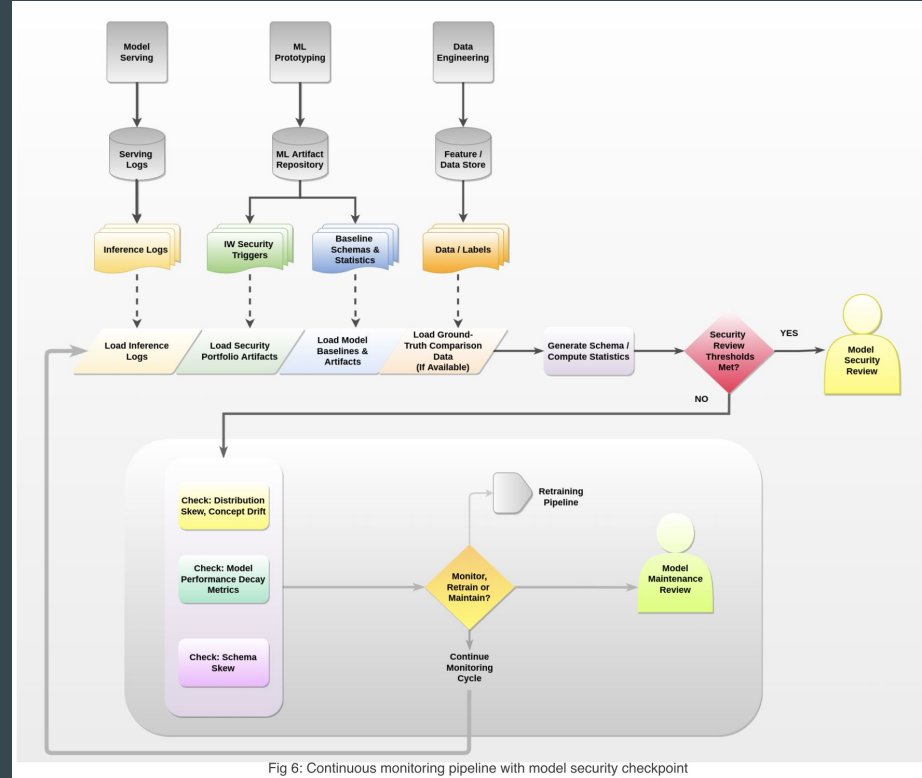 Model
Serving
ML
Prototyping
Data
Engineering
Serving
Logs
ML Artifact
Repository
Feature /
Data Store
Inference Logs
IW Security
Triggers
Baseline
Schemas &
Statistics
Data / Labels
Load Inference
Logs
Load Security
Portfolio Artifacts
Load Model
Baselines &
Artifacts
Load Ground-
Truth Comparison
Data
(If Available)
Generate Schema /
Compute Statistics
Security
Review
Thresholds
Met?
YES
Model
Security
Review
NO
Check: Distribution
Skew, Concept Drift
Check: Model
Performance Decay
Metrics
Check: Schema
Skew
Monitor,
Retrain or
Maintain?
Retraining
Pipeline
Model
Maintenance
Review
Continue
Monitoring
Cycle
Fig 6: Continuous monitoring pipeline with model security checkpoint